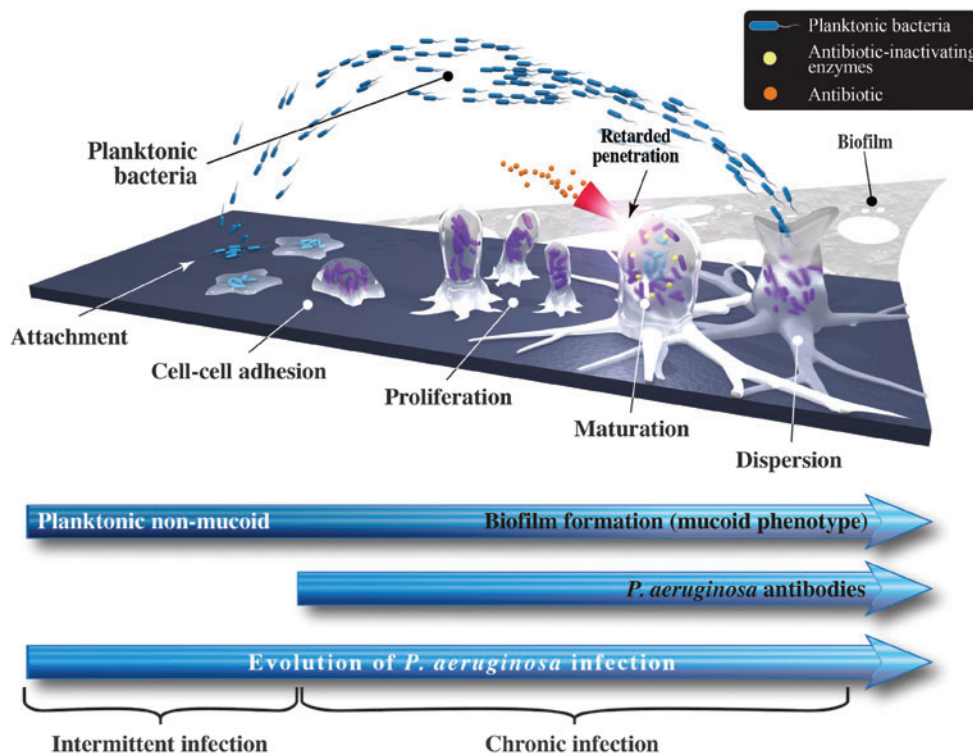 Planktonic bacteria
Antibiotic-inactivating
enzymes
Antibiotic
Planktonic
bacteria
Retarded
penetration
Biofilm
Attachment
Cell-cell adhesion
Proliferation
Maturation
Dispersion
Planktonic non-mucoid
Biofilm formation (mucoid phenotype)
P. aeruginosa antibodies
Evolution of P. aeruginosa infection
Intermittent infection
Chronic infection